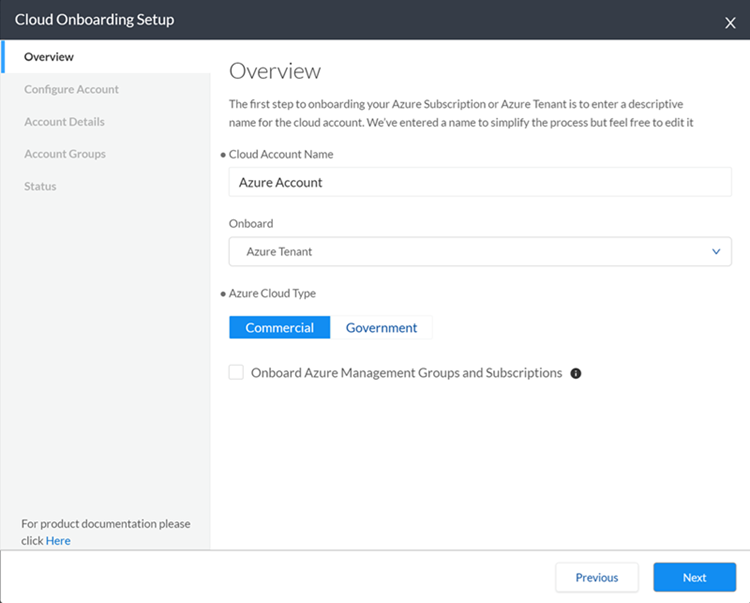 Cloud Onboarding Setup
X
Overview
Configure Account
Account Details
Account Groups
Status
For product documentation please
click Here
Overview
The first step to onboarding your Azure Subscription or Azure Tenant is to enter a descriptive
name for the cloud account. We've entered a name to simplify the process but feel free to edit it
Cloud Account Name
Azure Account
Onboard
Azure Tenant
Azure Cloud Type
Commercial Government
Onboard Azure Management Groups and Subscriptions i
Previous Next